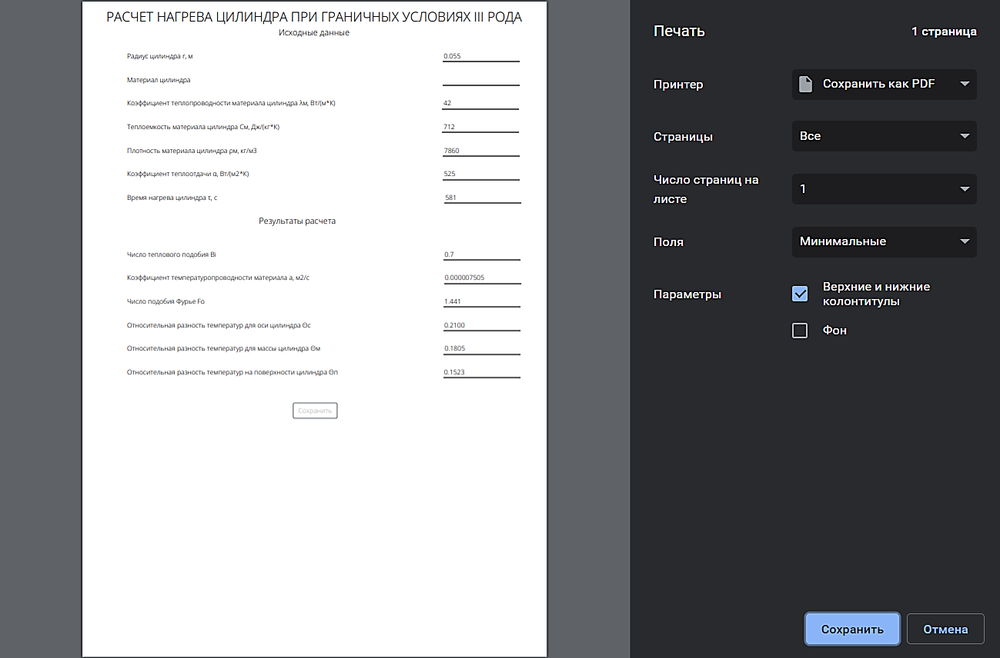 РАСЧЕТ НАГРЕВА ЦИЛИНДРА ПРИ ГРАНИЧНЫХ УСЛОВИЯХ III РОДА
Исходные данные
Радиус цилиндра r, м 0.055
Материал цилиндра
Коэффициент теплопроводности материала цилиндра λм, Вт/(м*К) 42
Теплоемкость материала цилиндра См, Дж/(кг*К) 712
Плотность материала цилиндра ρм, кг/м3 7860
Коэффициент теплоотдачи α, Вт/(м2*К) 525
Время нагрева цилиндра τ, с 581
Результаты расчета
Число теплового подобия Bi 0.7
Коэффициент температуропроводности материала a, м2/с 0.000007505
Число подобия Фурье Fo 1.441
Относительная разность температур для оси цилиндра Θс 0.2100
Относительная разность температур для массы цилиндра Θм 0.1805
Относительная разность температур на поверхности цилиндра Θп 0.1523
Сохранить
Печать
1 страница
Принтер
Сохранить как PDF
Страницы
Все
Число страниц на
листе
1
Поля
Минимальные
Параметры
Верхние и нижние
колонтитулы
Фон
Сохранить
Отмена